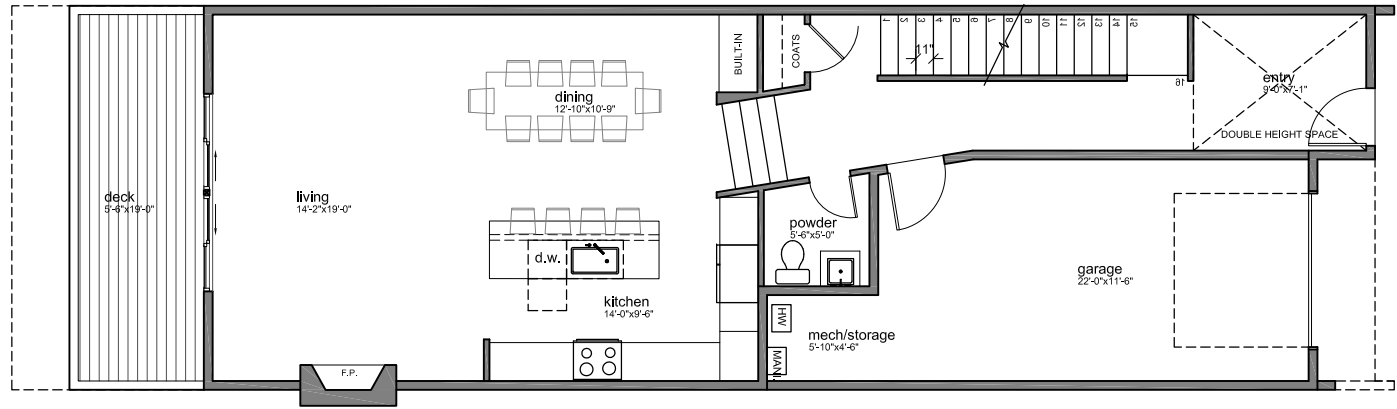 1 2 3 4 5 6 7 8 9 10 11 12 13 14 15
11"
16
BUILT-IN
COATS
entry
9'-0"x7'-1"
DOUBLE HEIGHT SPACE
dining
12'-10"x10'-9"
deck
5'-6"x19'-0"
living
14'-2"x19'-0"
powder
5'-6"x5'-0"
d.w.
garage
22'-0"x11'-6"
kitchen
14'-0"x9'-6"
HW
mech/storage
5'-10"x4'-6"
MANI.
F.P.